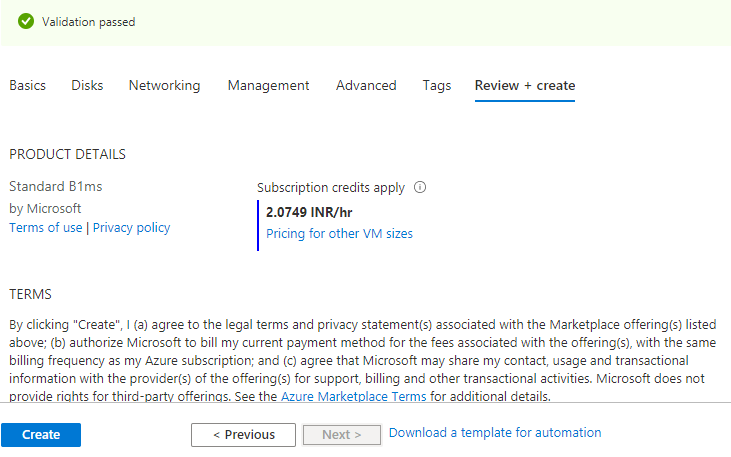 Validation passed
Basics Disks Networking Management Advanced Tags Review + create
PRODUCT DETAILS
Standard B1ms
by Microsoft
Terms of use | Privacy policy
Subscription credits apply
2.0749 INR/hr
Pricing for other VM sizes
TERMS
By clicking "Create", I (a) agree to the legal terms and privacy statement(s) associated with the Marketplace offering(s) listed
above; (b) authorize Microsoft to bill my current payment method for the fees associated with the offering(s), with the same
billing frequency as my Azure subscription; and (c) agree that Microsoft may share my contact, usage and transactional
information with the provider(s) of the offering(s) for support, billing and other transactional activities. Microsoft does not
provide rights for third-party offerings. See the Azure Marketplace Terms for additional details.
Create < Previous Next > Download a template for automation